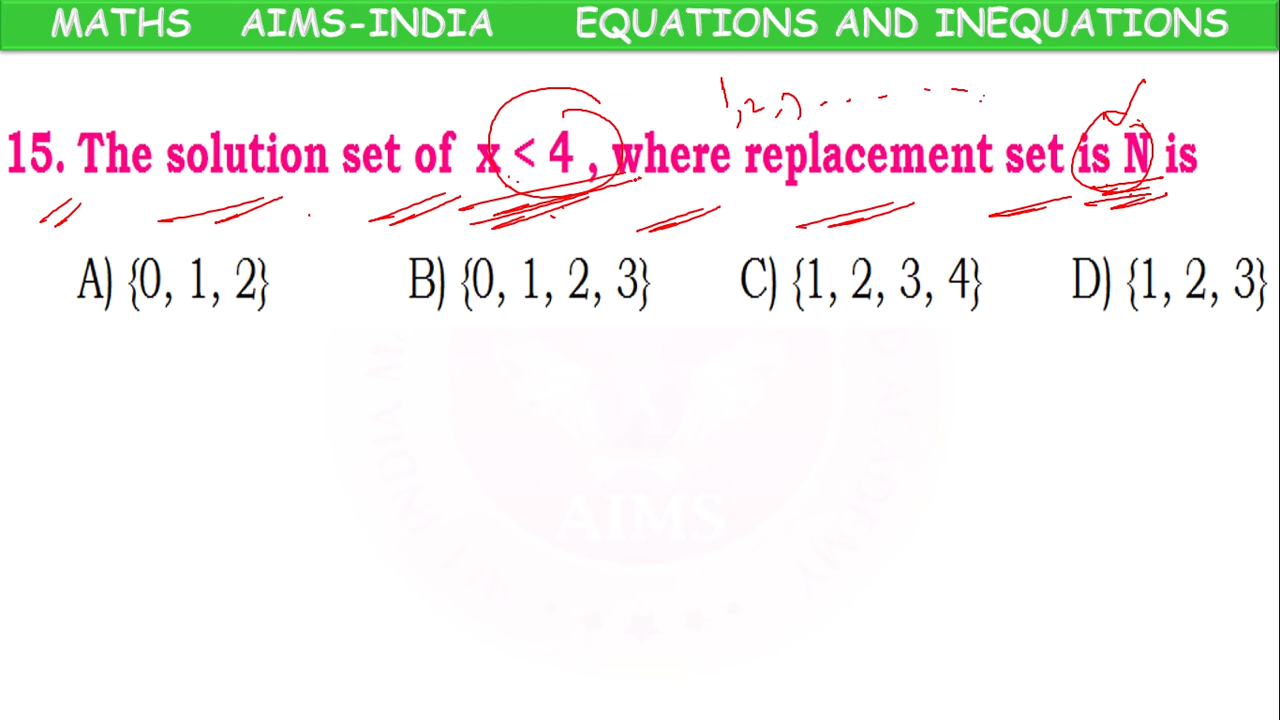 MATHS AIMS-INDIA EQUATIONS AND INEQUATIONS
1, 2, 3, . . . . . . . .
15. The solution set of x < 4 , where replacement set is N is
A) {0, 1, 2} B) {0, 1, 2, 3} C) {1, 2, 3, 4} D) {1, 2, 3}
AIMS